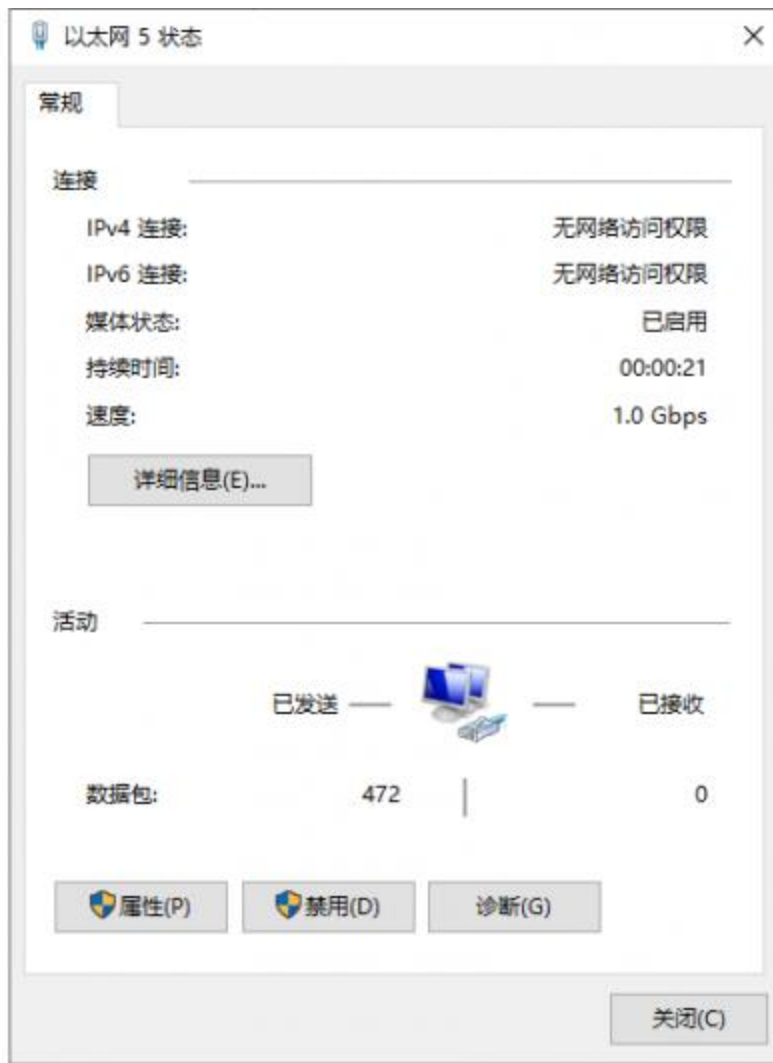 以太网 5 状态
常规
连接
IPv4 连接: 无网络访问权限
IPv6 连接: 无网络访问权限
媒体状态: 已启用
持续时间: 00:00:21
速度: 1.0 Gbps
详细信息(E)...
活动
已发送 — — 已接收
数据包: 472 0
属性(P) 禁用(D) 诊断(G)
关闭(C)